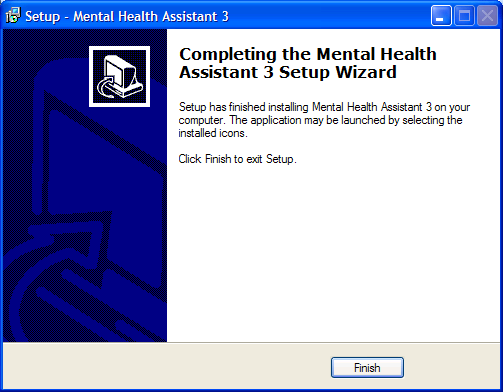 Setup - Mental Health Assistant 3
Completing the Mental Health
Assistant 3 Setup Wizard
Setup has finished installing Mental Health Assistant 3 on your
computer. The application may be launched by selecting the
installed icons.
Click Finish to exit Setup.
Finish